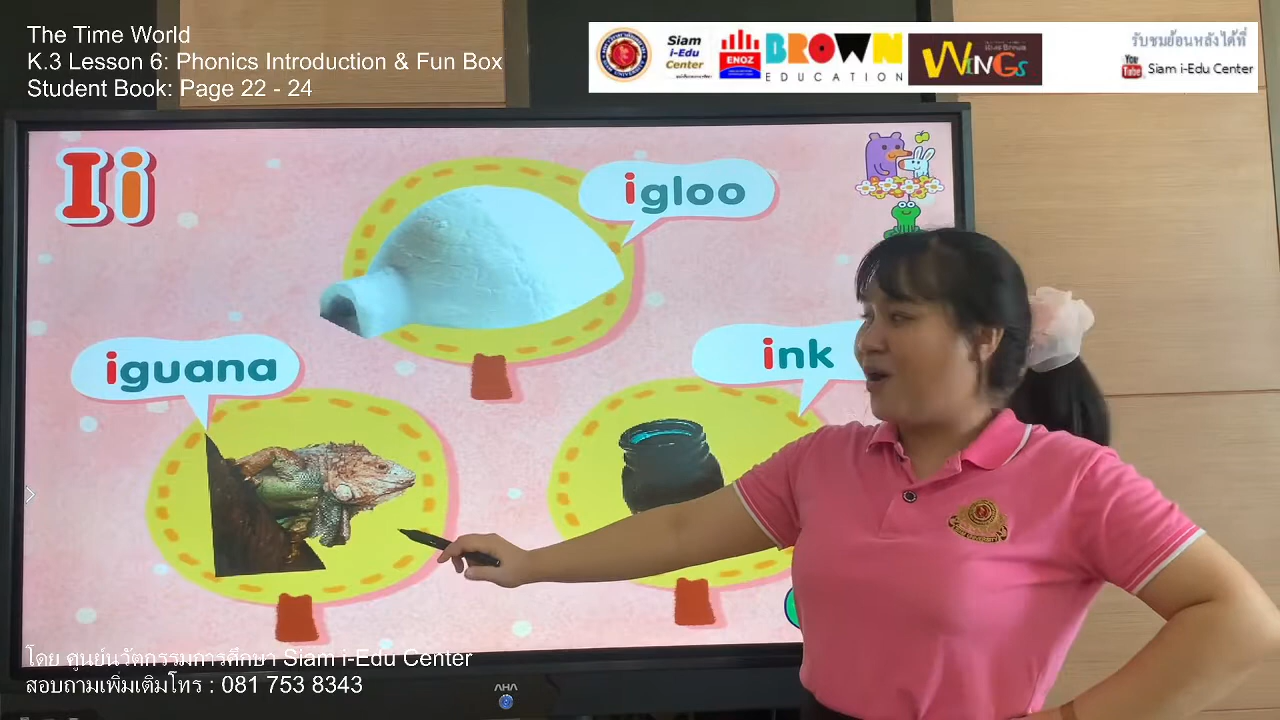 The Time World
K.3 Lesson 6: Phonics Introduction & Fun Box
Student Book: Page 22 - 24
Siam
i-Edu
Center
ENOZ
BROWN
EDUCATION
WINGS
รับชมย้อนหลังได้ที่
You Tube Siam i-Edu Center
I i
igloo
iguana
ink
โดย ศูนย์นวัตกรรมการศึกษา Siam i-Edu Center
สอบถามเพิ่มเติมโทร : 081 753 8343
AHA